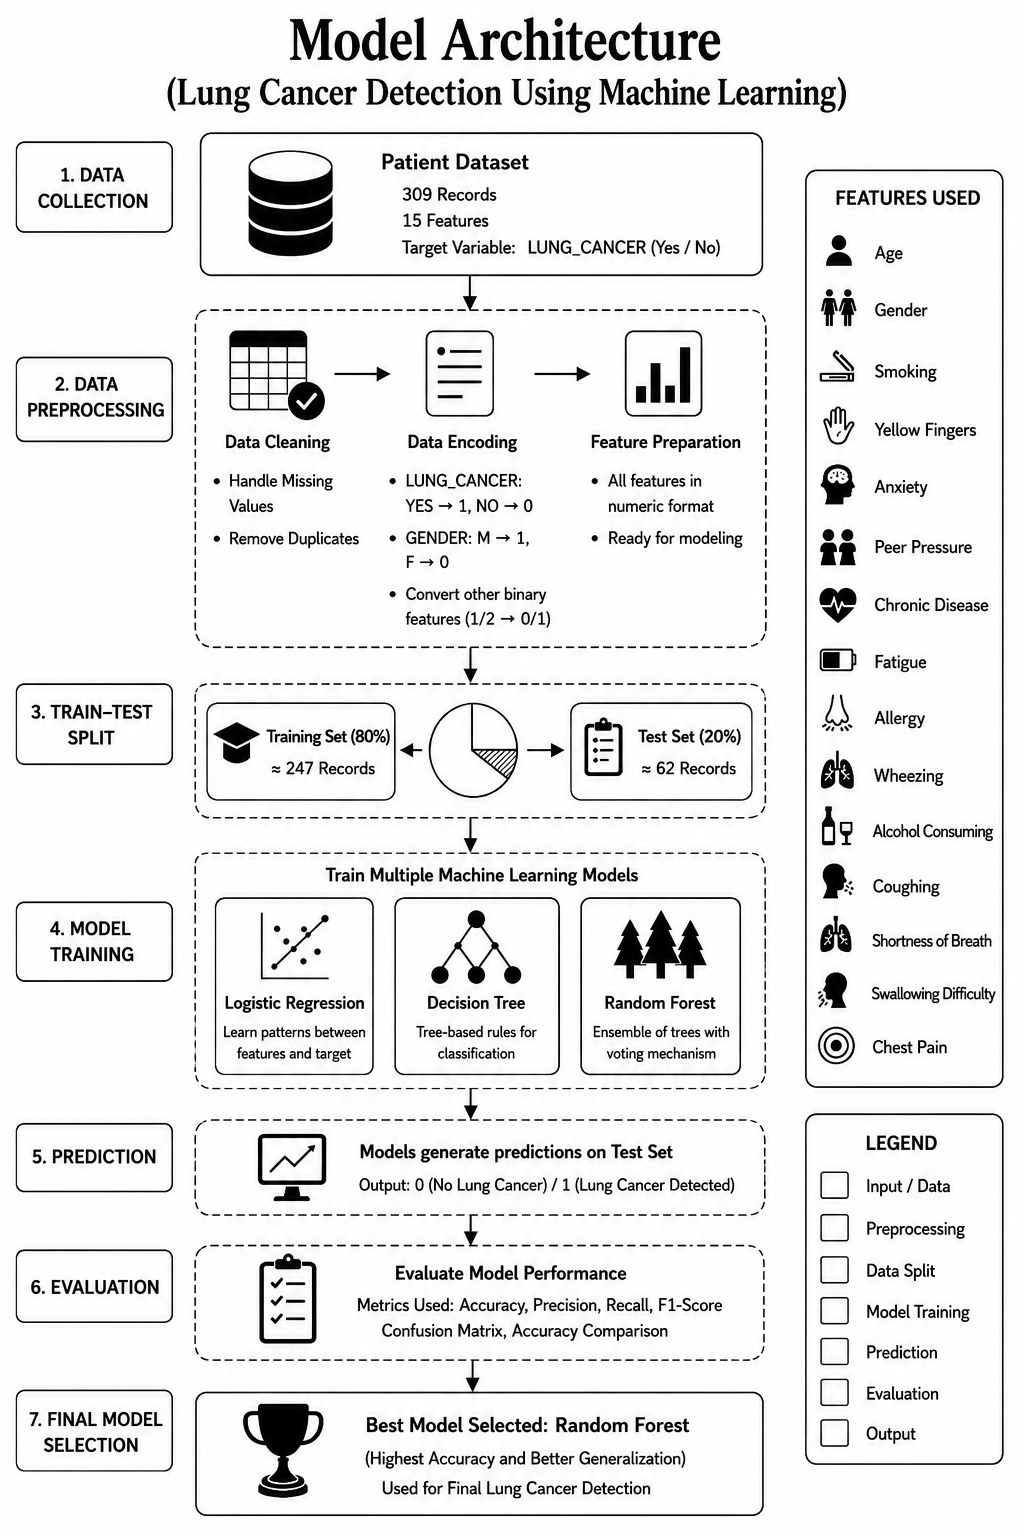 Model Architecture
(Lung Cancer Detection Using Machine Learning)
1. DATA
COLLECTION
Patient Dataset
309 Records
15 Features
Target Variable: LUNG_CANCER (Yes / No)
2. DATA
PREPROCESSING
Data Cleaning
• Handle Missing
Values
• Remove Duplicates
Data Encoding
• LUNG_CANCER:
YES → 1, NO → 0
• GENDER: M → 1,
F → 0
• Convert other binary
features (1/2 → 0/1)
Feature Preparation
• All features in
numeric format
• Ready for modeling
3. TRAIN–TEST
SPLIT
Training Set (80%)
≈ 247 Records
Test Set (20%)
≈ 62 Records
4. MODEL
TRAINING
Train Multiple Machine Learning Models
Logistic Regression
Learn patterns between
features and target
Decision Tree
Tree-based rules for
classification
Random Forest
Ensemble of trees with
voting mechanism
5. PREDICTION
Models generate predictions on Test Set
Output: 0 (No Lung Cancer) / 1 (Lung Cancer Detected)
6. EVALUATION
Evaluate Model Performance
Metrics Used: Accuracy, Precision, Recall, F1-Score
Confusion Matrix, Accuracy Comparison
7. FINAL MODEL
SELECTION
Best Model Selected: Random Forest
(Highest Accuracy and Better Generalization)
Used for Final Lung Cancer Detection
FEATURES USED
Age
Gender
Smoking
Yellow Fingers
Anxiety
Peer Pressure
Chronic Disease
Fatigue
Allergy
Wheezing
Alcohol Consuming
Coughing
Shortness of Breath
Swallowing Difficulty
Chest Pain
LEGEND
Input / Data
Preprocessing
Data Split
Model Training
Prediction
Evaluation
Output